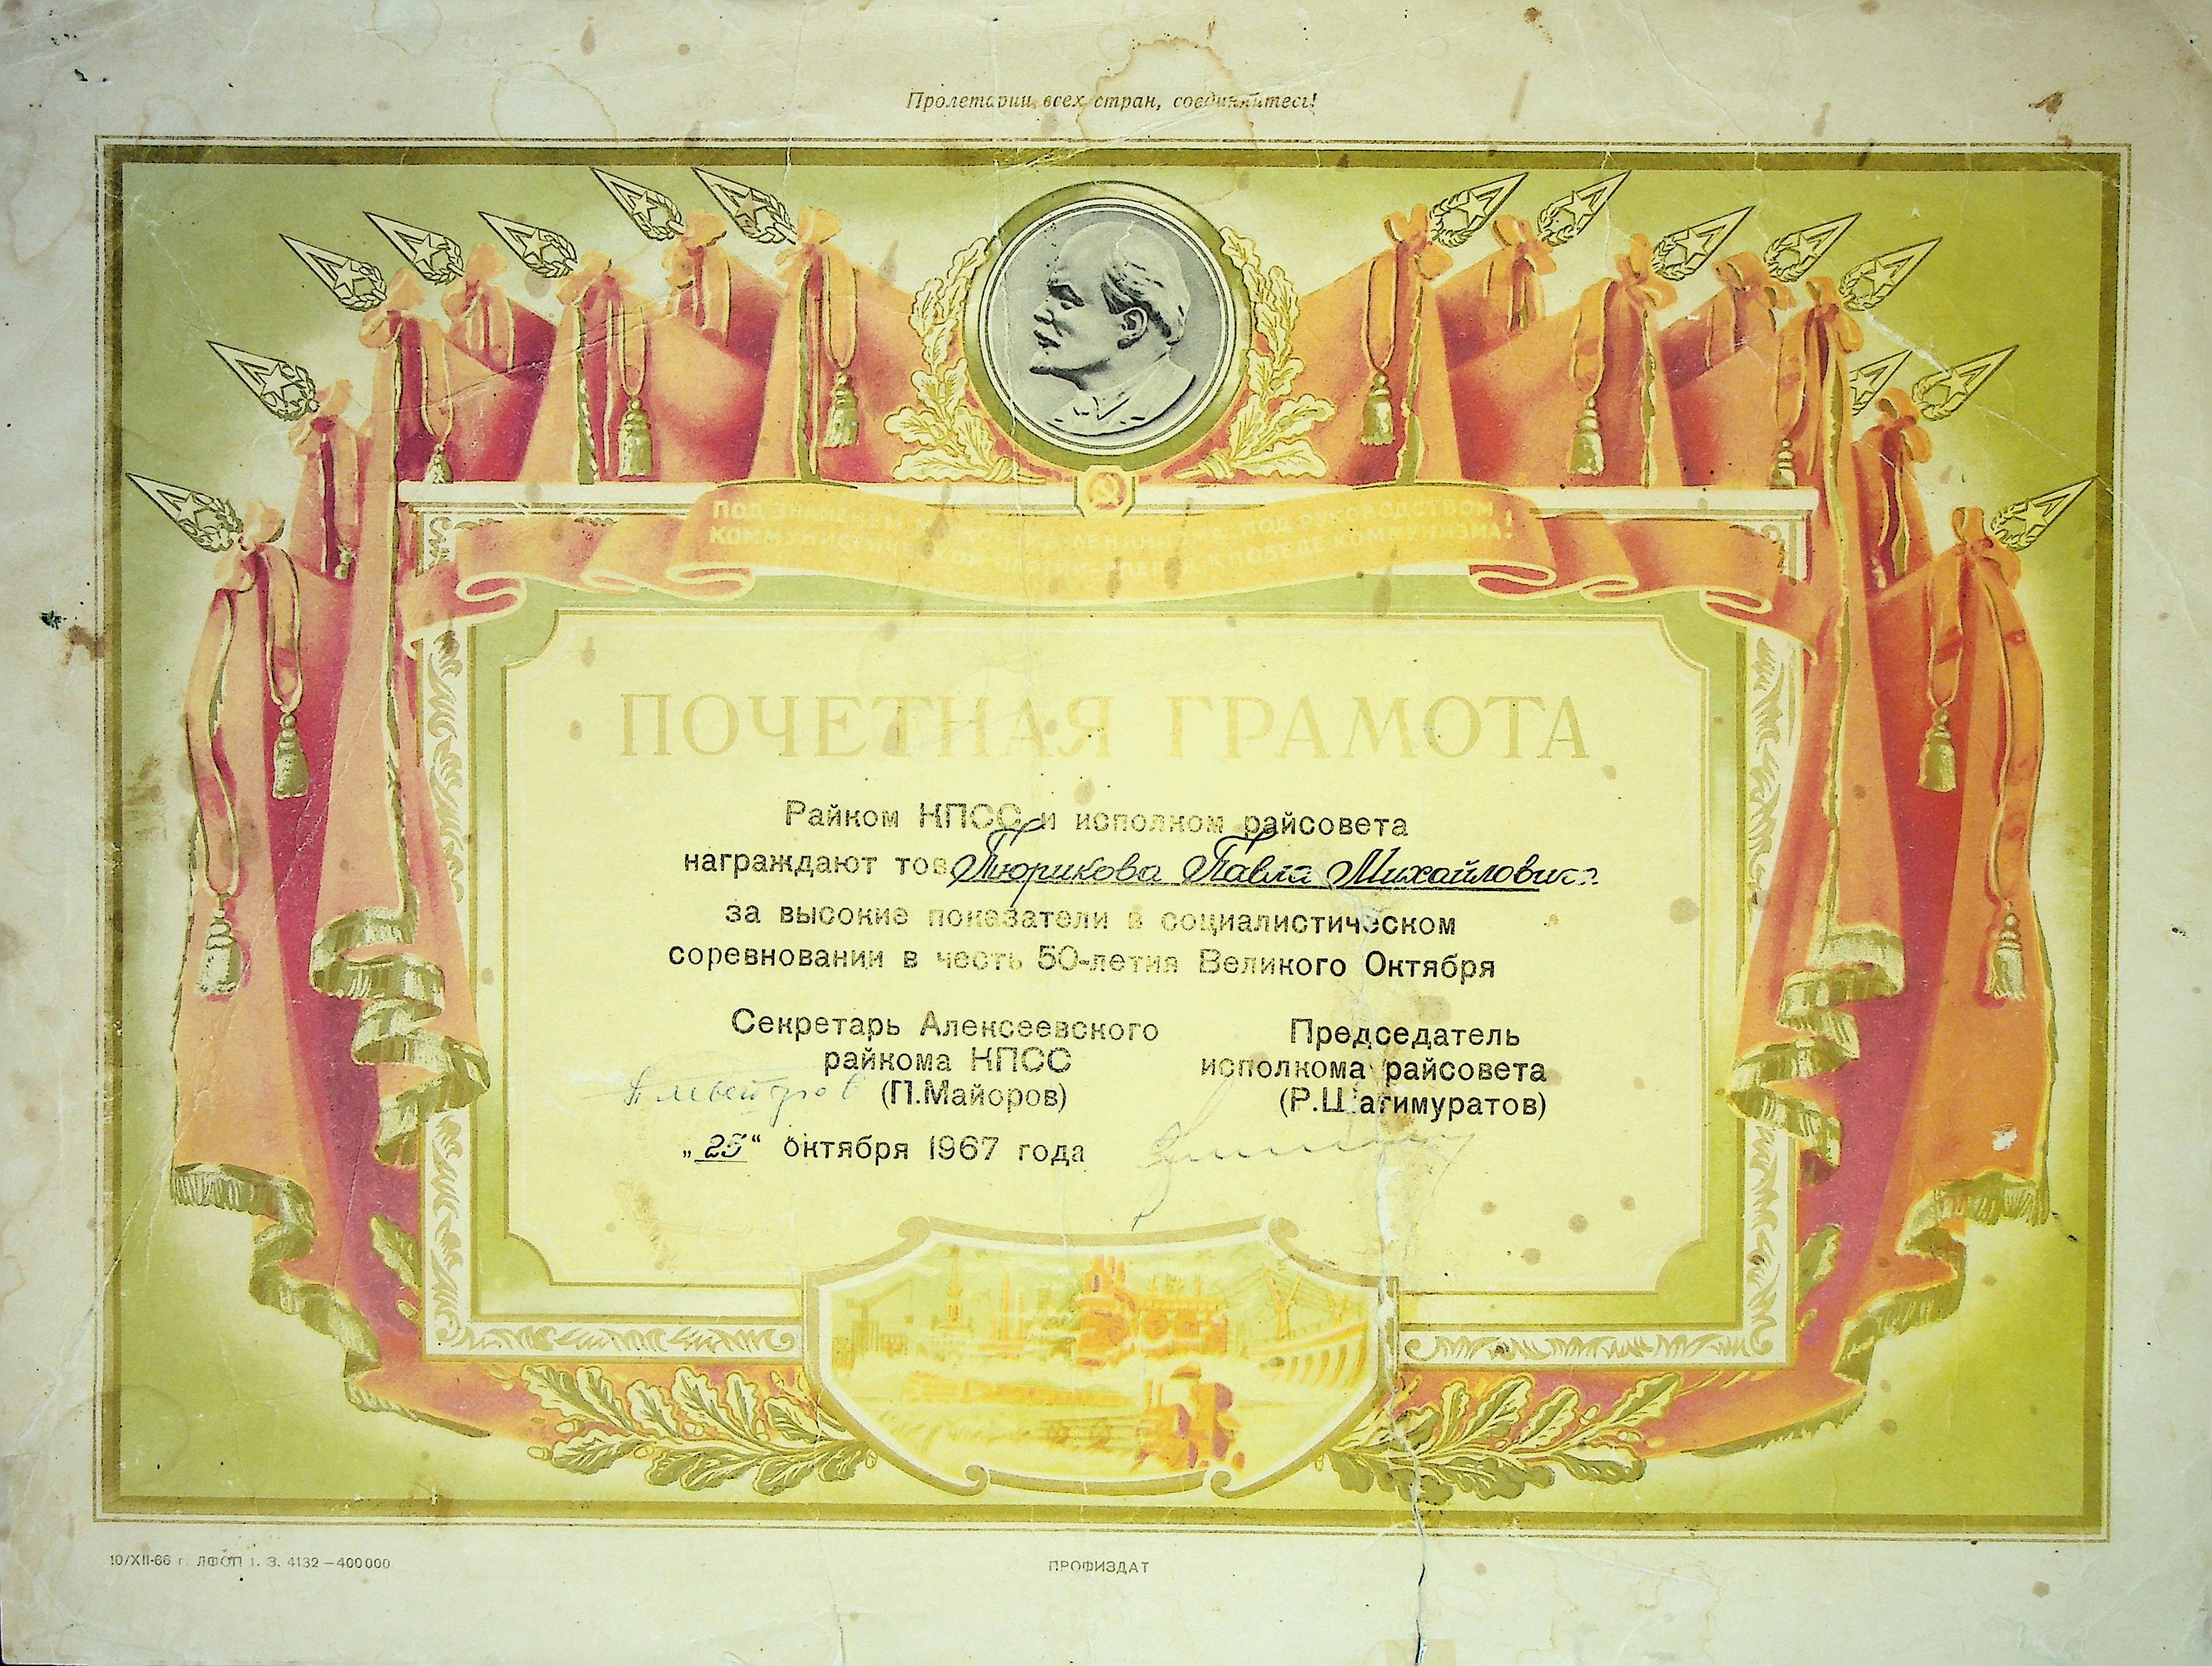 Пролетарии всех стран, соединяйтесь!
ПОД ЗНАМЕНЕМ МАРКСИЗМА-ЛЕНИНИЗМА, ПОД РУКОВОДСТВОМ
КОММУНИСТИЧЕСКОЙ ПАРТИИ-ВПЕРЕД К ПОБЕДЕ КОММУНИЗМА!
ПОЧЕТНАЯ ГРАМОТА
Райком КПСС и исполком райсовета
награждают тов. Тюрикова Павла Михайловича
за высокие показатели в социалистическом
соревновании в честь 50-летия Великого Октября
Секретарь Алексеевского
райкома КПСС
(П.Майоров)
Председатель
исполкома райсовета
(Р.Шагимуратов)
„25“ октября 1967 года
10/XII-66 г. ЛФОП 1. З. 4132—400000
ПРОФИЗДАТ